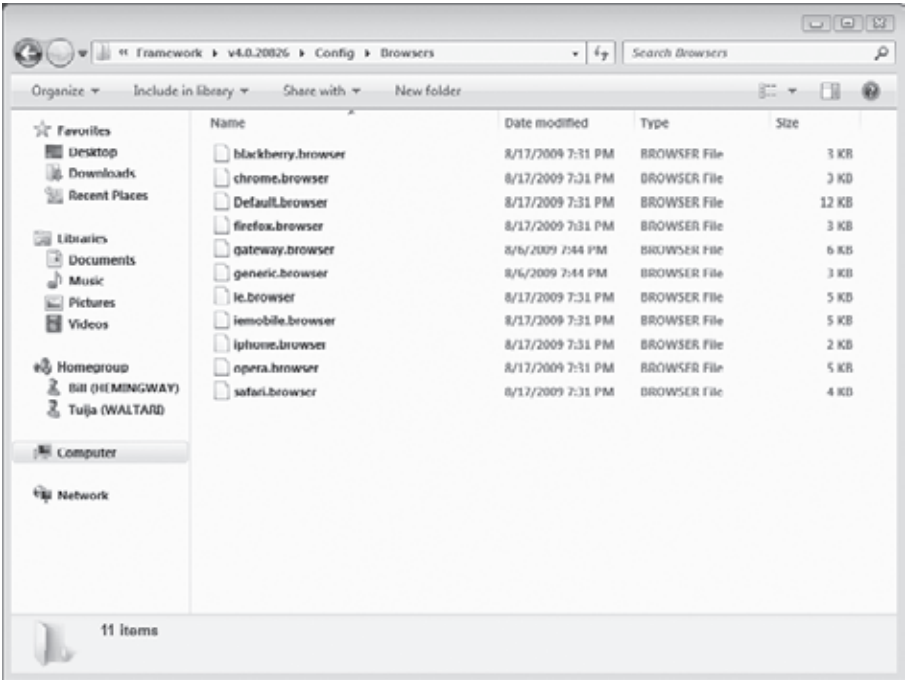 « Framework ▸ v4.0.20826 ▸ Config ▸ Browsers
Search Browsers
Organize Include in library Share with New folder
Favorites
Desktop
Downloads
Recent Places
Libraries
Documents
Music
Pictures
Videos
Homegroup
Bill (HEMINGWAY)
Tuija (WALTARI)
Computer
Network
Name Date modified Type Size
blackberry.browser 8/17/2009 7:31 PM BROWSER File 3 KB
chrome.browser 8/17/2009 7:31 PM BROWSER File 3 KB
Default.browser 8/17/2009 7:31 PM BROWSER File 12 KB
firefox.browser 8/17/2009 7:31 PM BROWSER File 3 KB
gateway.browser 8/6/2009 7:44 PM BROWSER File 6 KB
generic.browser 8/6/2009 7:44 PM BROWSER File 3 KB
ie.browser 8/17/2009 7:31 PM BROWSER File 5 KB
iemobile.browser 8/17/2009 7:31 PM BROWSER File 5 KB
iphone.browser 8/17/2009 7:31 PM BROWSER File 2 KB
opera.browser 8/17/2009 7:31 PM BROWSER File 5 KB
safari.browser 8/17/2009 7:31 PM BROWSER File 4 KB
11 items